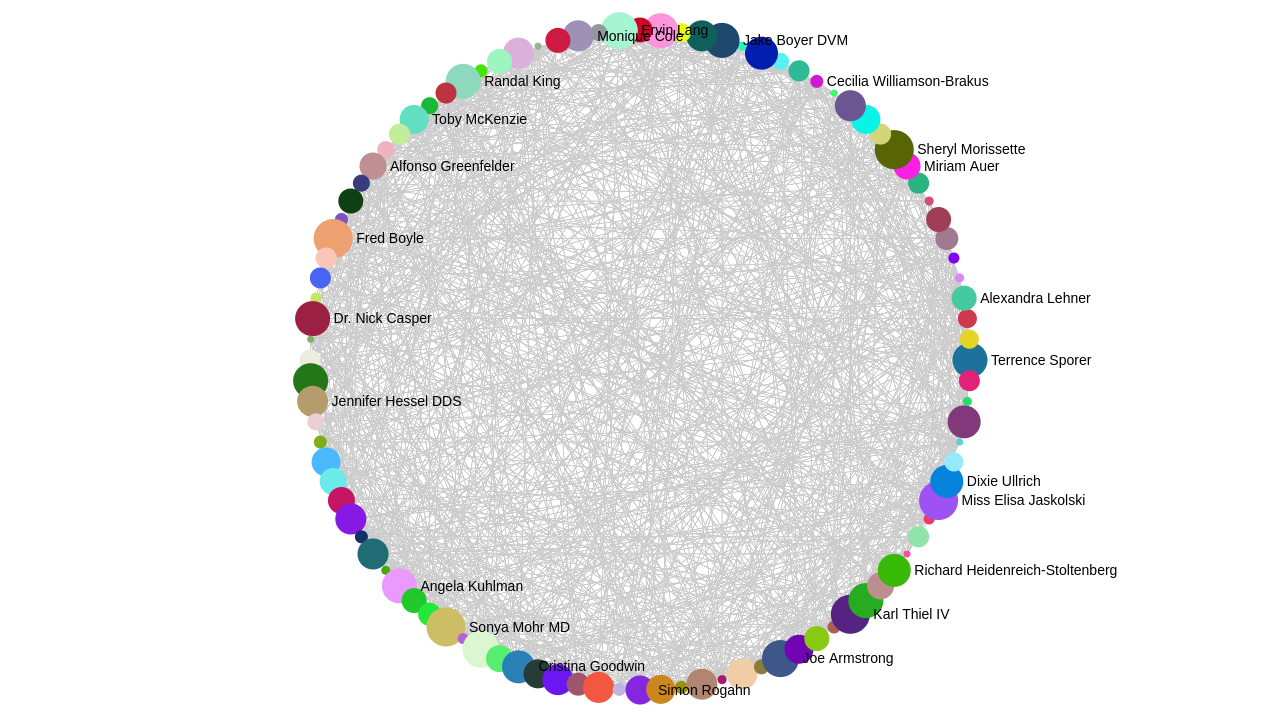 Ervin Lang
Monique Cole
Jake Boyer DVM
Randal King
Cecilia Williamson-Brakus
Toby McKenzie
Sheryl Morissette
Alfonso Greenfelder
Miriam Auer
Fred Boyle
Alexandra Lehner
Dr. Nick Casper
Terrence Sporer
Jennifer Hessel DDS
Dixie Ullrich
Miss Elisa Jaskolski
Richard Heidenreich-Stoltenberg
Angela Kuhlman
Karl Thiel IV
Sonya Mohr MD
Joe Armstrong
Cristina Goodwin
Simon Rogahn